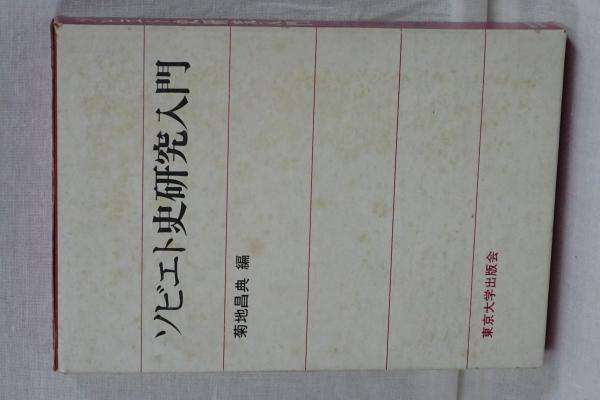 ソビエト史研究入門
菊地昌典 編
東京大学出版会